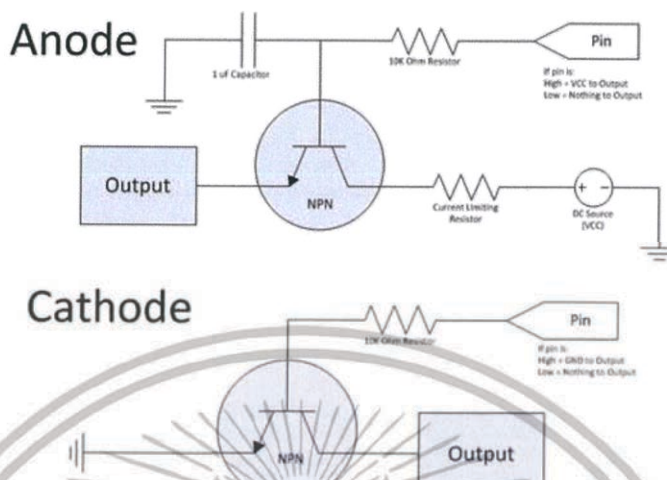 Anode
1 uf Capacitor
10K Ohm Resistor
Pin
If pin is:
High = VCC to Output
Low = Nothing to Output
Output
NPN
Current Limiting
Resistor
+ -
DC Source
(VCC)
Cathode
10K Ohm Resistor
Pin
If pin is:
High = GND to Output
Low = Nothing to Output
NPN
Output